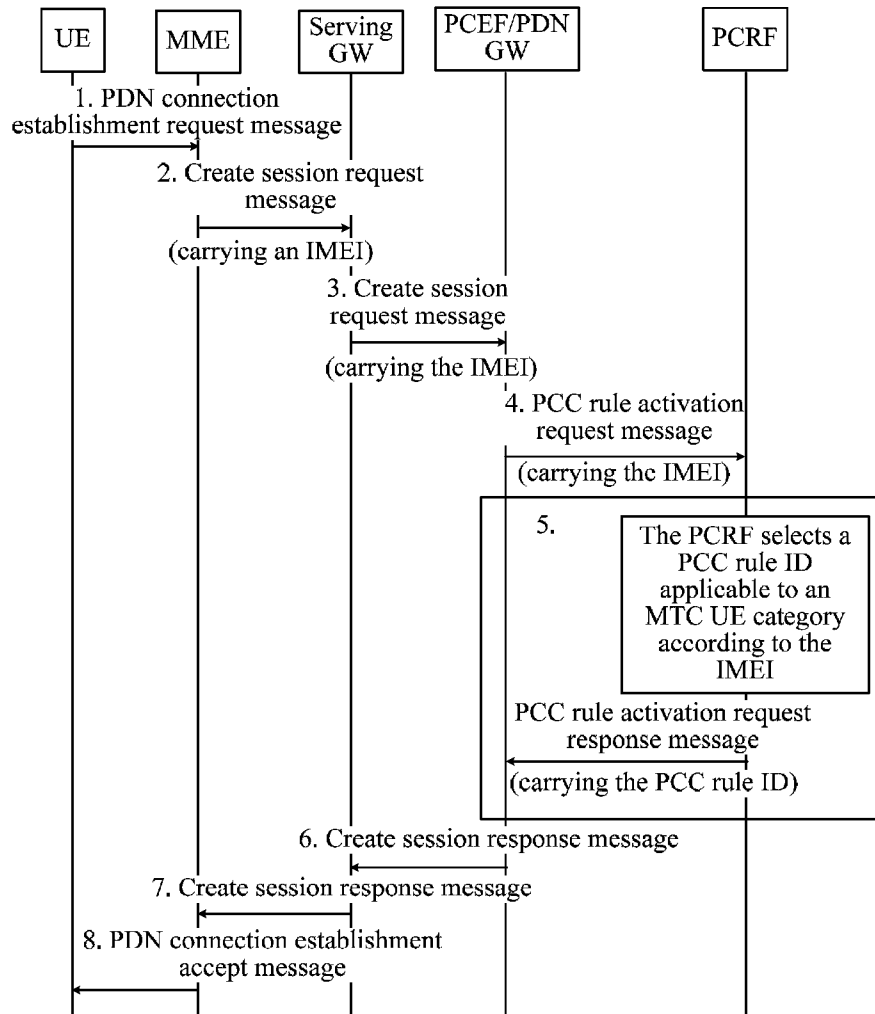 UE
MME
Serving
GW
PCEF/PDN
GW
PCRF
1. PDN connection
establishment request message
2. Create session request
message
(carrying an IMEI)
3. Create session
request message
(carrying the IMEI)
4. PCC rule activation
request message
(carrying the IMEI)
5.
The PCRF selects a
PCC rule ID
applicable to an
MTC UE category
according to the
IMEI
PCC rule activation request
response message
(carrying the PCC rule ID)
6. Create session response message
7. Create session response message
8. PDN connection establishment
accept message